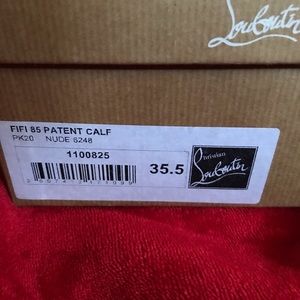 Louboutin
FIFI 85 PATENT CALF
PK20 NUDE 6248
1100825
35.5
Christian
Louboutin